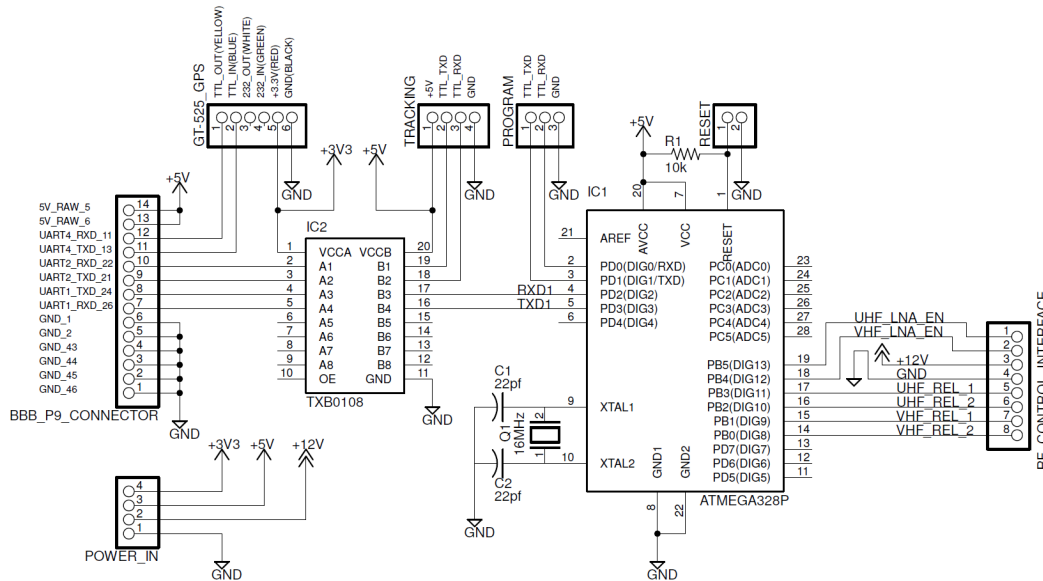 GT-525_GPS
TTL_OUT(YELLOW)
TTL_IN(BLUE)
232_OUT(WHITE)
232_IN(GREEN)
+3.3V(RED)
GND(BLACK)
1
2
3
4
5
6
GND
+3V3
TRACKING
+5V
TTL_TXD
TTL_RXD
GND
1
2
3
4
+5V
GND
PROGRAM
TTL_TXD
TTL_RXD
GND
1
2
3
GND
RESET
1
2
GND
+5V
R1
10k
+5V
5V_RAW_5
5V_RAW_6
UART4_RXD_11
UART4_TXD_13
UART2_RXD_22
UART2_TXD_21
UART1_TXD_24
UART1_RXD_26
GND_1
GND_2
GND_43
GND_44
GND_45
GND_46
14
13
12
11
10
9
8
7
6
5
4
3
2
1
BBB_P9_CONNECTOR
GND
IC2
1 VCCA VCCB 20
2 A1 B1 19
3 A2 B2 18
4 A3 B3 17
5 A4 B4 16
6 A5 B5 15
7 A6 B6 14
8 A7 B7 13
9 A8 B8 12
10 OE GND 11
TXB0108
GND
RXD1
TXD1
IC1
20
7
1
AVCC
VCC
RESET
21 AREF
2 PD0(DIG0/RXD)
3 PD1(DIG1/TXD)
4 PD2(DIG2)
5 PD3(DIG3)
6 PD4(DIG4)
9 XTAL1
10 XTAL2
PC0(ADC0) 23
PC1(ADC1) 24
PC2(ADC2) 25
PC3(ADC3) 26
PC4(ADC4) 27
PC5(ADC5) 28
PB5(DIG13) 19
PB4(DIG12) 18
PB3(DIG11) 17
PB2(DIG10) 16
PB1(DIG9) 15
PB0(DIG8) 14
PD7(DIG7) 13
PD6(DIG6) 12
PD5(DIG5) 11
GND1
GND2
8
22
ATMEGA328P
GND
C1
22pf
Q1
16MHz
2
1
C2
22pf
GND
UHF_LNA_EN
VHF_LNA_EN
+12V
GND
UHF_REL_1
UHF_REL_2
VHF_REL_1
VHF_REL_2
1
2
3
4
5
6
7
8
RF_CONTROL_INTERFACE
+3V3
+5V
+12V
4
3
2
1
POWER_IN
GND